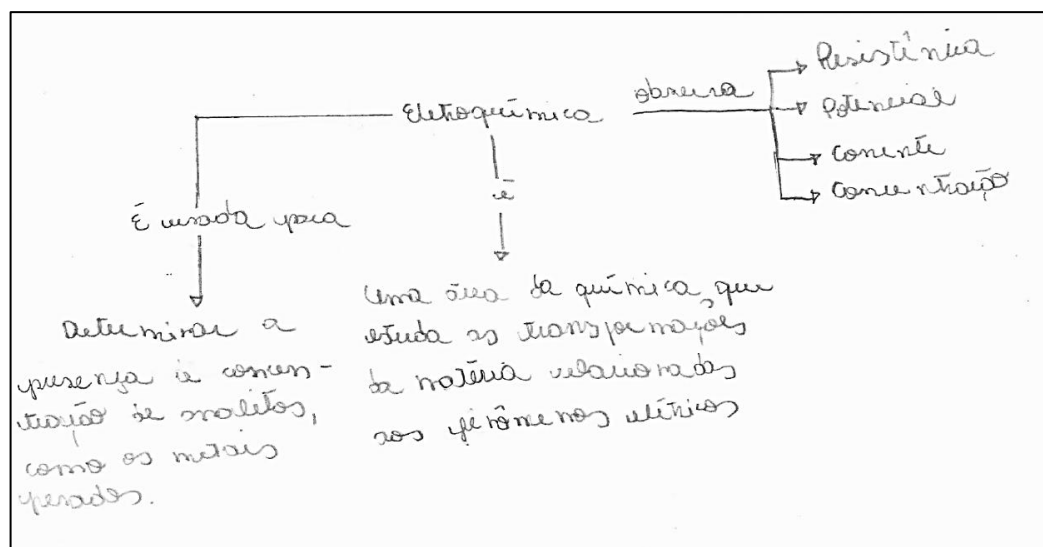 Eletroquímica
observa
Resistência
Potencial
Corrente
Concentração
é
É usada para
Determinar a
presença e concen-
tração de analitos,
como os metais
pesados.
Uma área da química, que
estuda as transformações
da matéria relacionadas
aos fenômenos elétricos